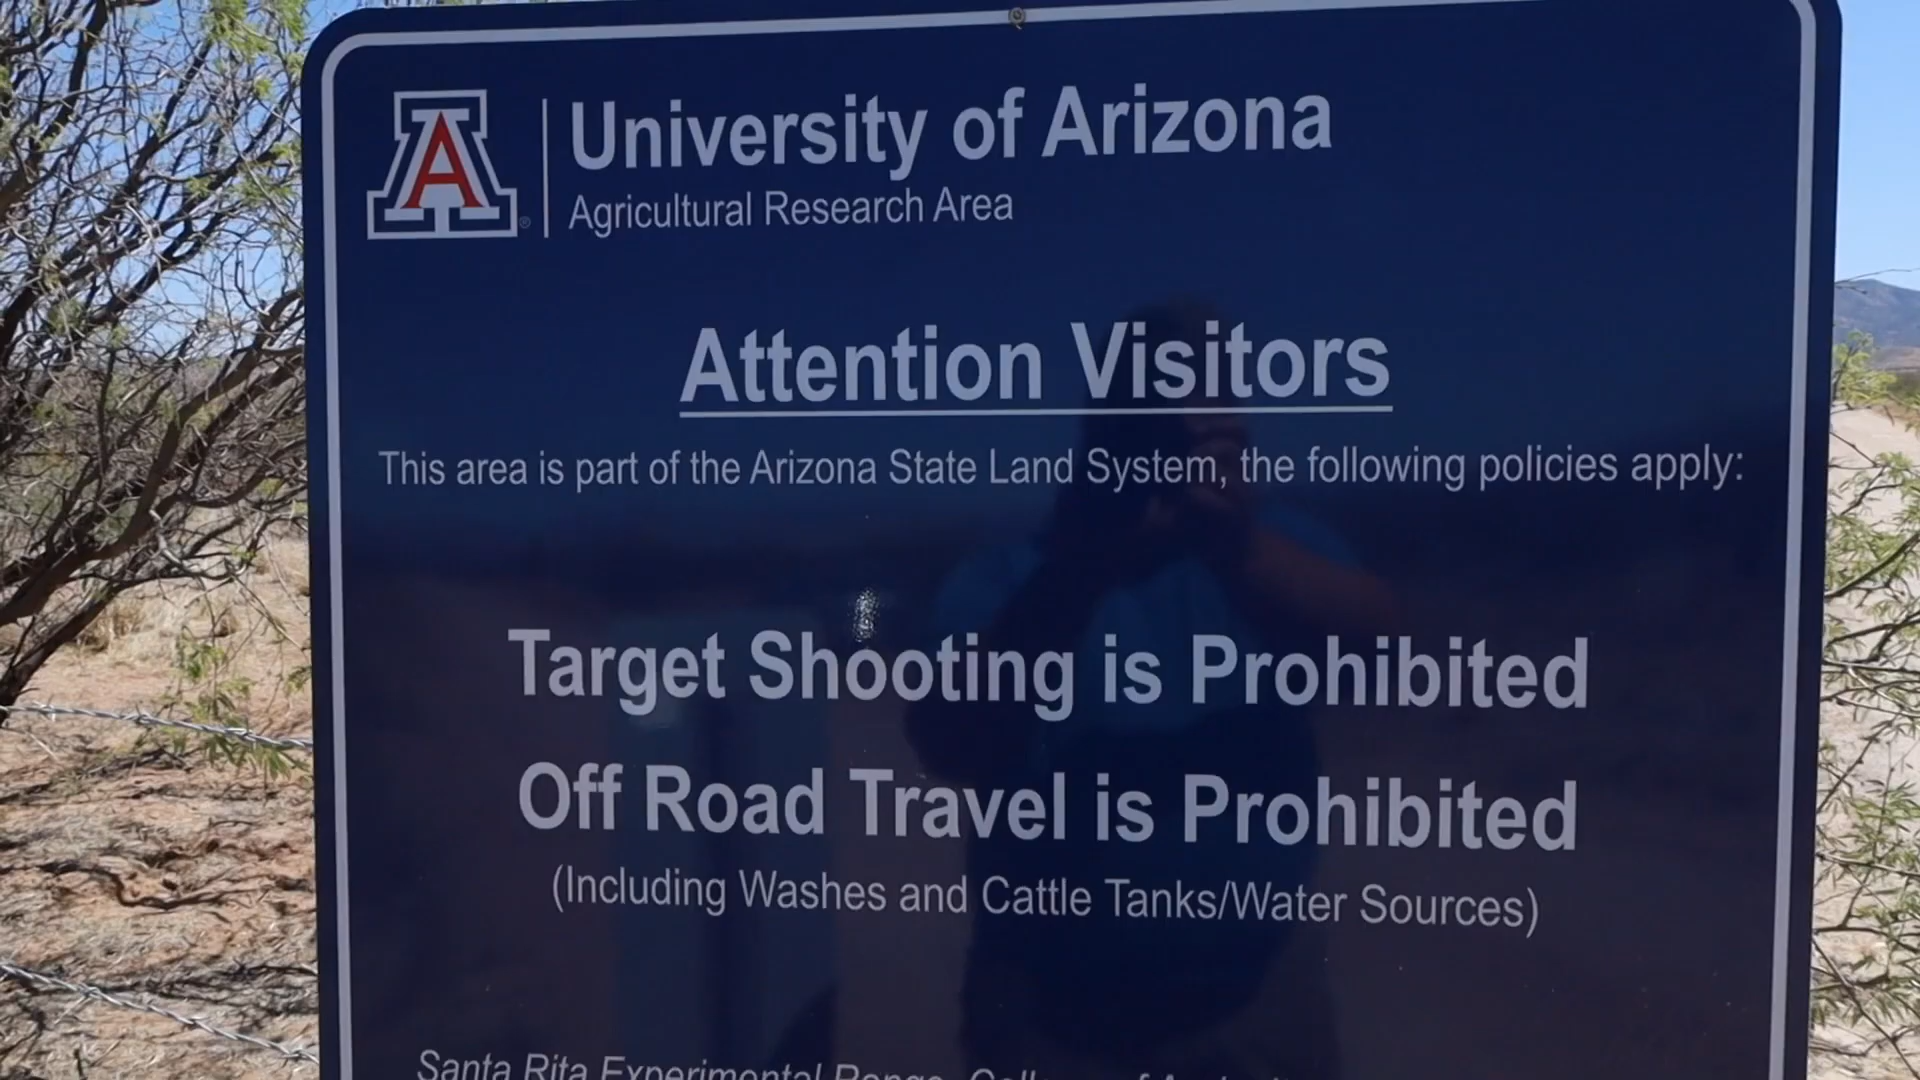 A
University of Arizona
Agricultural Research Area
Attention Visitors
This area is part of the Arizona State Land System, the following policies apply:
Target Shooting is Prohibited
Off Road Travel is Prohibited
(Including Washes and Cattle Tanks/Water Sources)
Santa Rita Experimental Range, College of